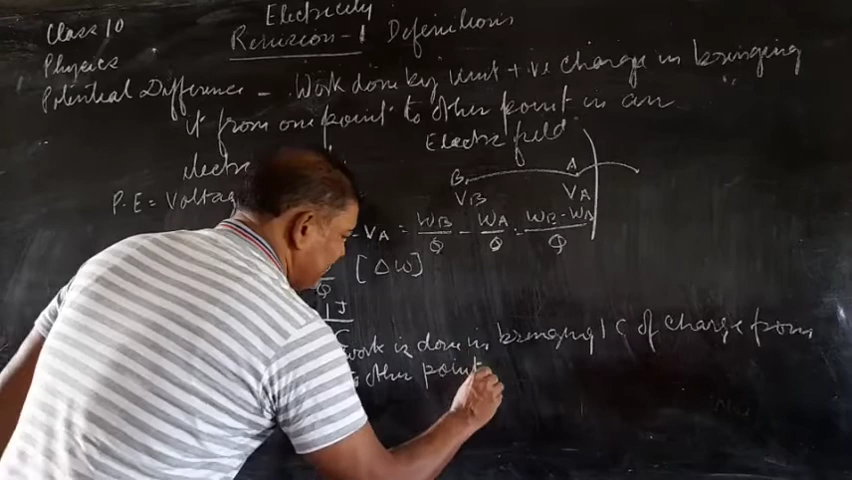 Electricity
Class 10
Revision-1 Definitions
Physics
Potential Difference - Work done by unit +ve charge in bringing
it from one point to other point in an
electric
Electric field
B A
P.E = Voltage
VB VA
- VA = WB/Q - WA/Q = WB - WA/Q
[ΔW]
Q
1J
C
work is done in bringing 1 C of charge from
to other point